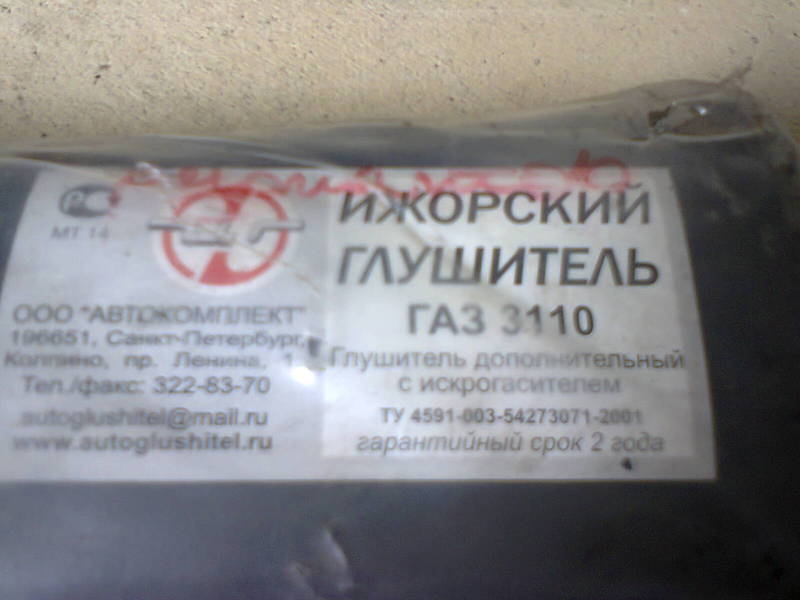 РС
МТ 14
ООО "АВТОКОМПЛЕКТ"
196651, Санкт-Петербург,
Колпино, пр. Ленина, 1
Тел./факс: 322-83-70
autoglushitel@mail.ru
www.autoglushitel.ru
ИЖОРСКИЙ
ГЛУШИТЕЛЬ
ГАЗ 3110
Глушитель дополнительный
с искрогасителем
ТУ 4591-003-54273071-2001
гарантийный срок 2 года